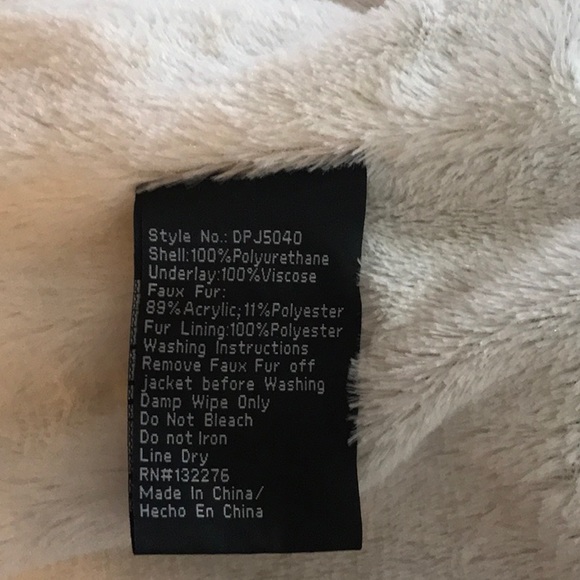 Style No.: DPJ5040
Shell:100%Polyurethane
Underlay:100%Viscose
Faux Fur:
89%Acrylic;11%Polyester
Fur Lining:100%Polyester
Washing Instructions
Remove Faux Fur off
jacket before Washing
Damp Wipe Only
Do Not Bleach
Do not Iron
Line Dry
RN#132276
Made In China/
Hecho En China